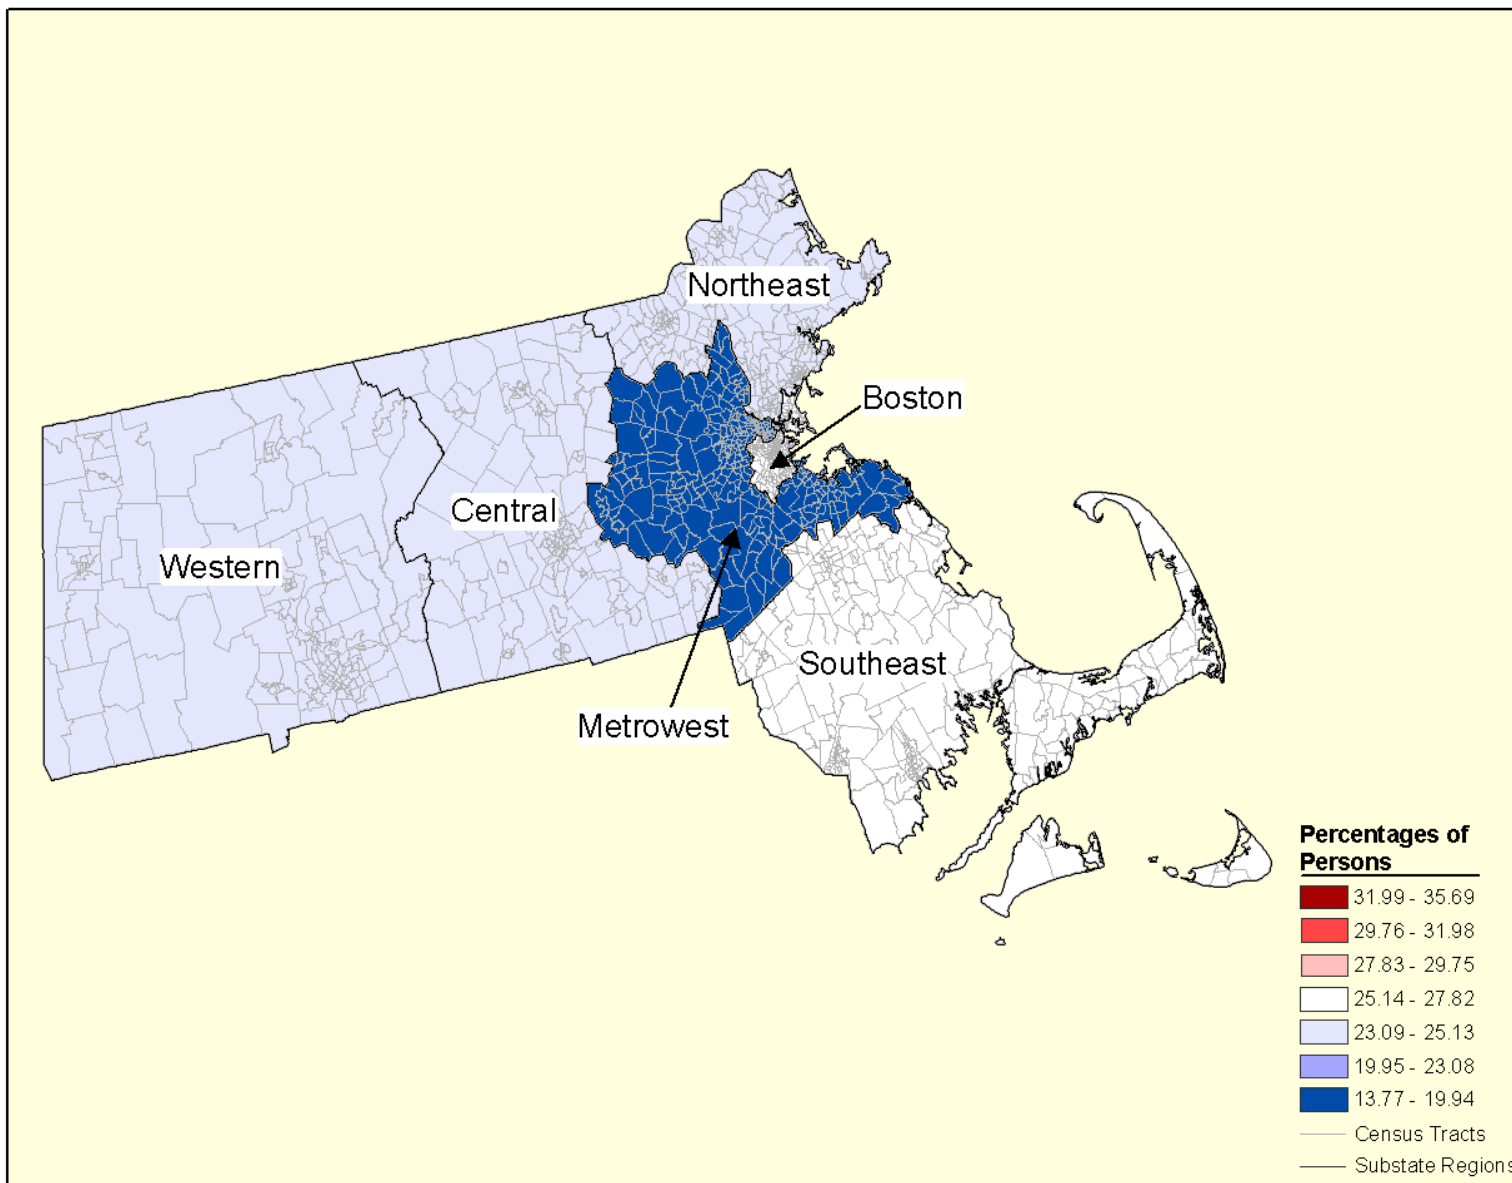 Northeast
Boston
Central
Western
Southeast
Metrowest
Percentages of
Persons
31.99 - 35.69
29.76 - 31.98
27.83 - 29.75
25.14 - 27.82
23.09 - 25.13
19.95 - 23.08
13.77 - 19.94
Census Tracts
Substate Regions